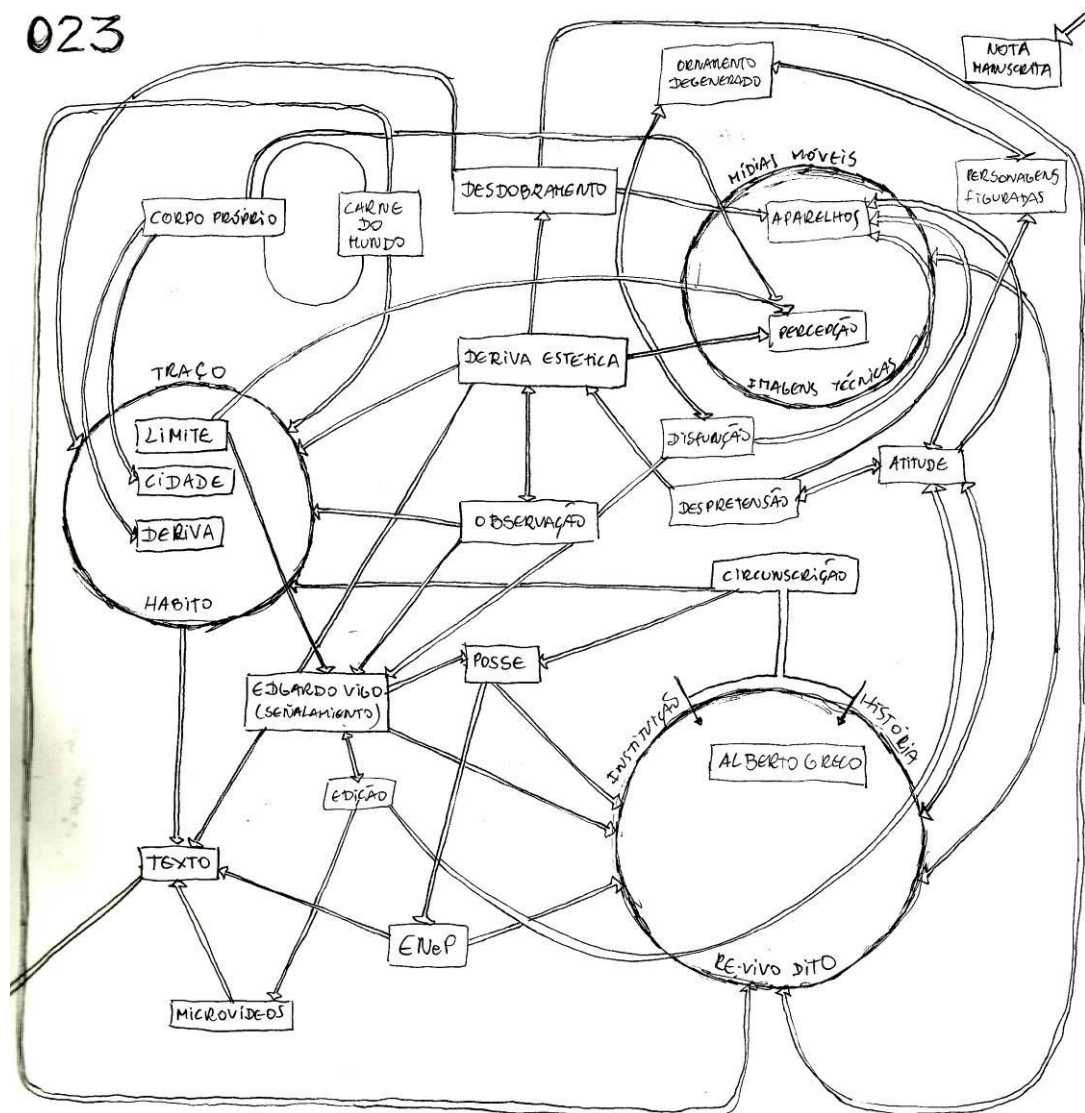 023
NOTA
MANUSCRITA
ORNAMENTO
DEGENERADO
MÍDIAS MÓVEIS
PERSONAGENS
FIGURADAS
DESDOBRAMENTO
APARELHOS
CORPO PRÓPRIO
CARNE
DO
MUNDO
PERCEPÇÃO
DERIVA ESTÉTICA
IMAGENS TÉCNICAS
TRAÇO
LIMITE
DISFUNÇÃO
ATITUDE
CIDADE
DESPRETENSÃO
OBSERVAÇÃO
DERIVA
CIRCUNSCRIÇÃO
HABITO
POSSE
EDGARDO VIGO
(SEÑALAMIENTO)
INSTITUIÇÃO
HISTÓRIA
ALBERTO GRECO
EDIÇÃO
TEXTO
ENeP
RE-VIVO DITO
MICROVÍDEOS